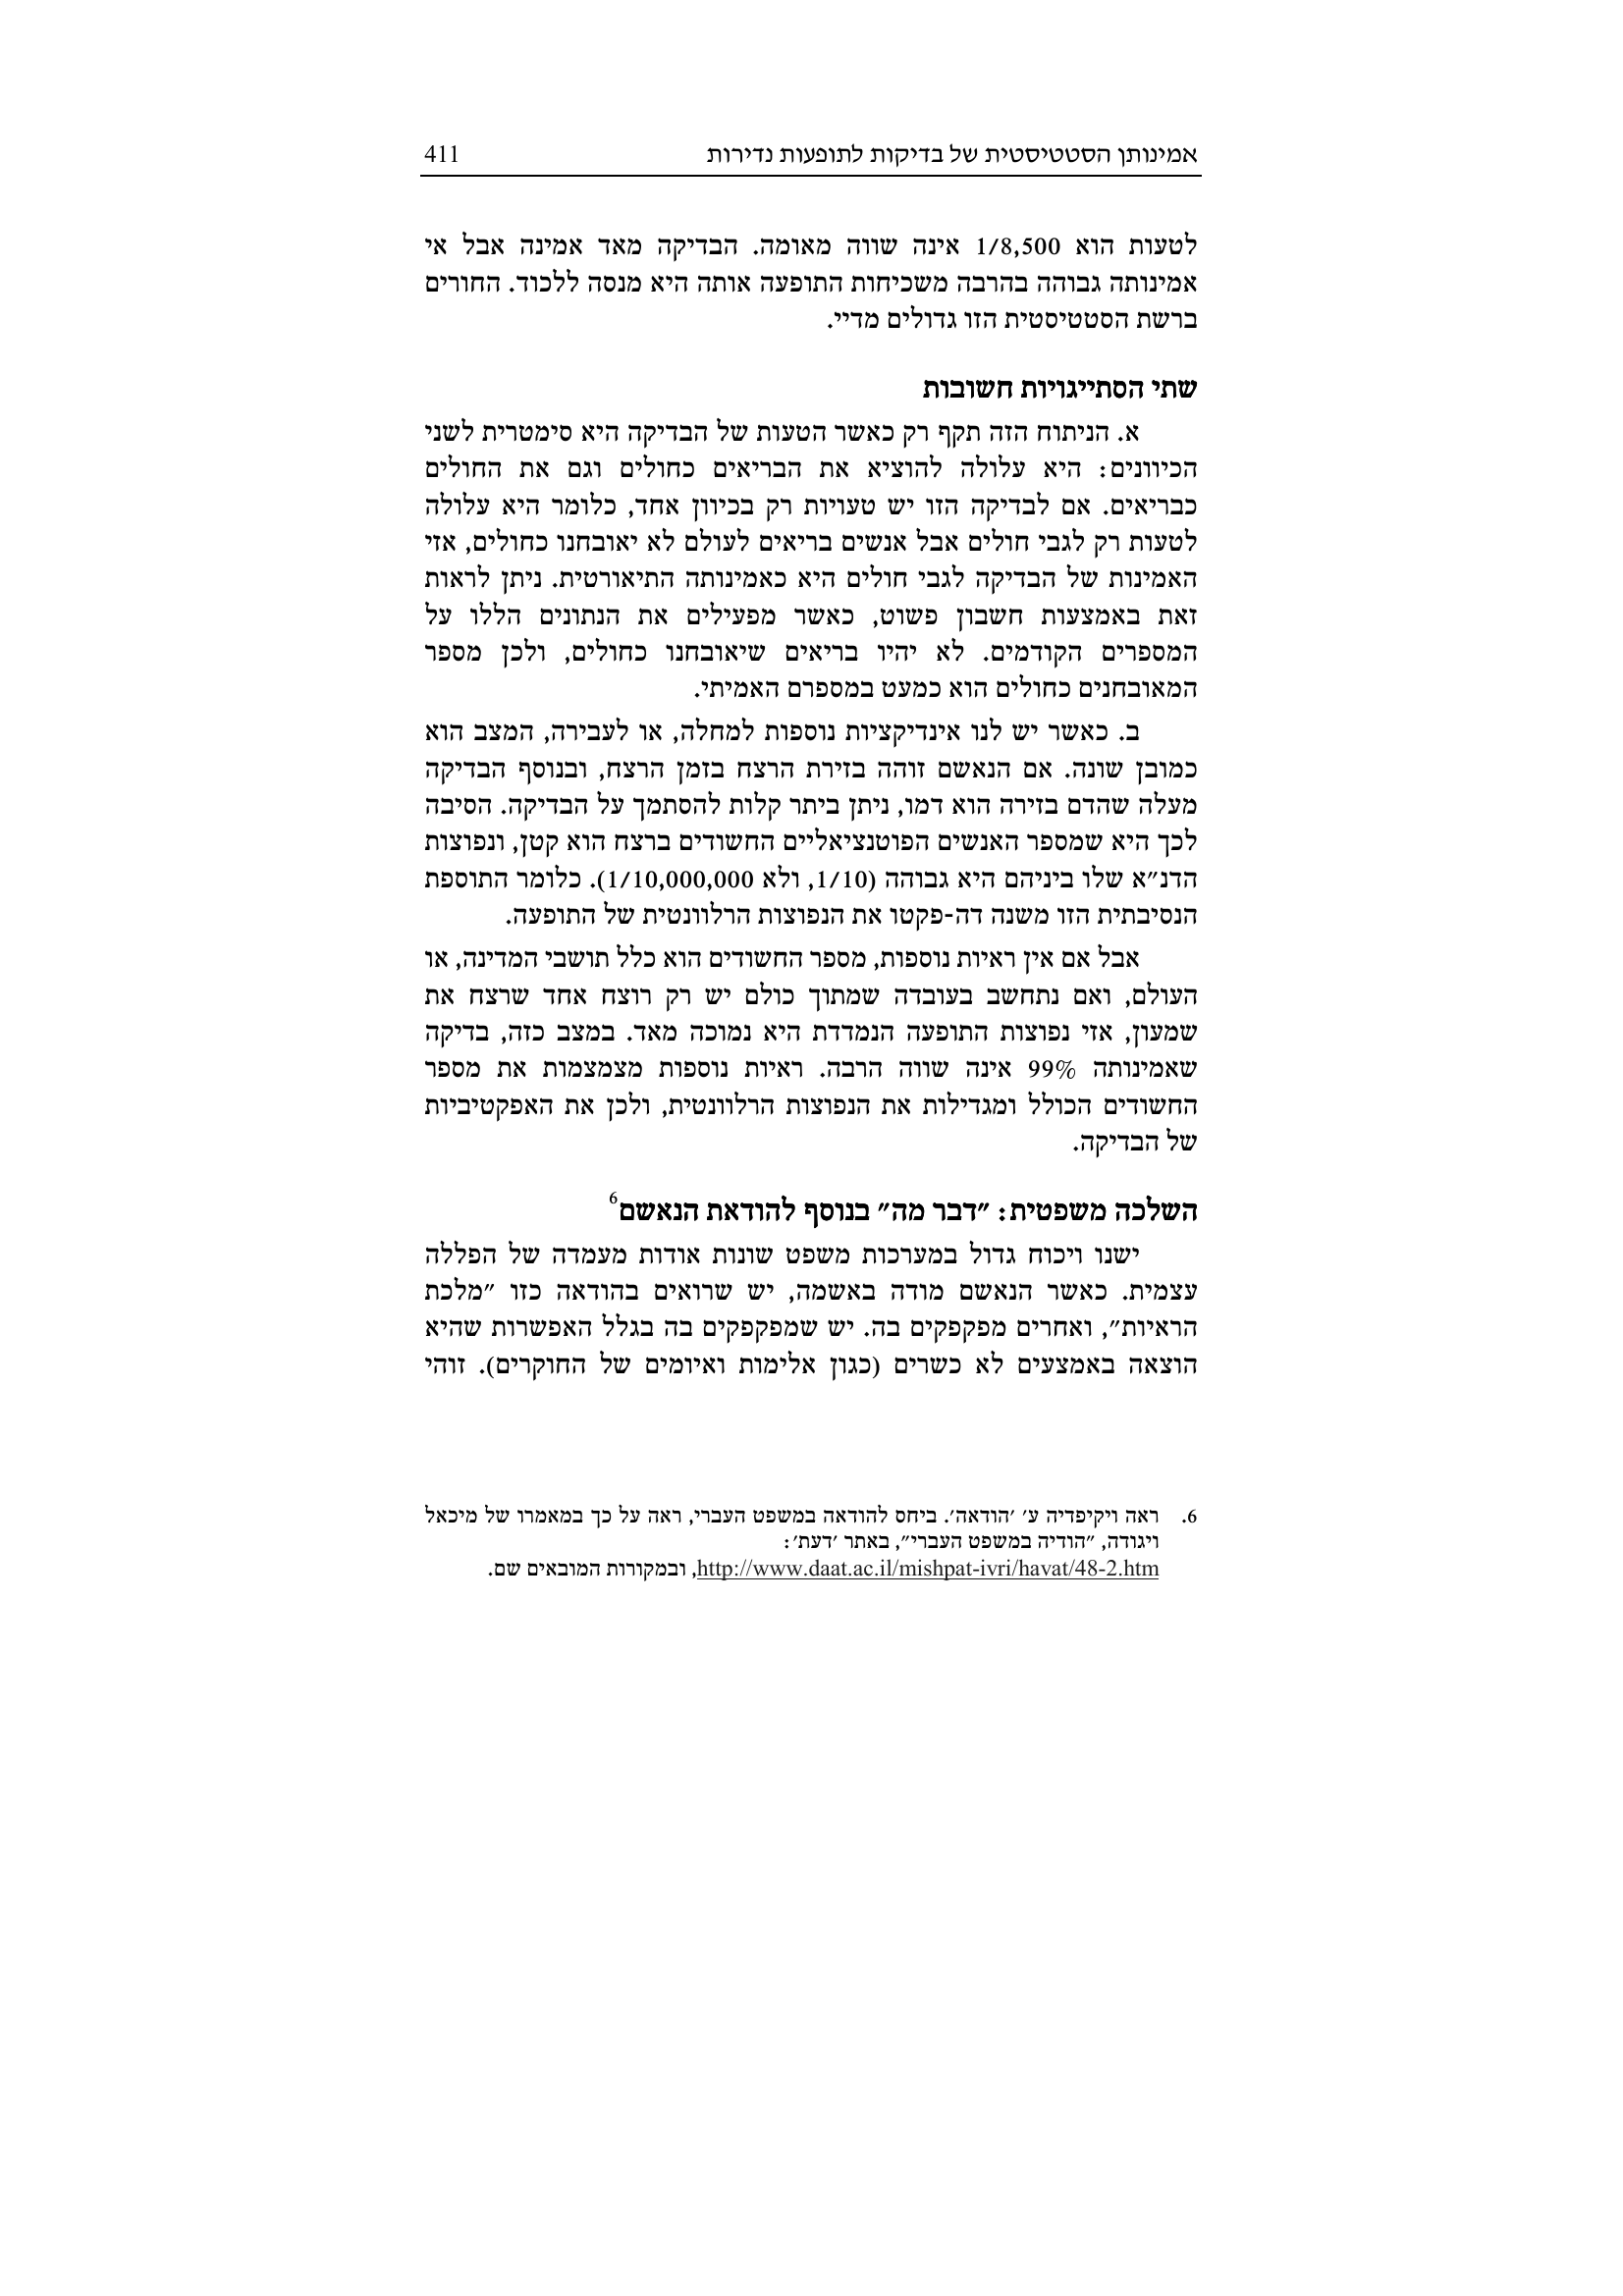 אמינותן הסטטיסטית של בדיקות לתופעות נדירות 411
לטעות הוא 1/8,500 אינה שווה מאומה. הבדיקה מאד אמינה אבל אי
אמינותה גבוהה בהרבה משכיחות התופעה אותה היא מנסה ללכוד. החורים
ברשת הסטטיסטית הזו גדולים מדיי.
שתי הסתייגויות חשובות
א. הניתוח הזה תקף רק כאשר הטעות של הבדיקה היא סימטרית לשני
הכיוונים: היא עלולה להוציא את הבריאים כחולים וגם את החולים
כבריאים. אם לבדיקה הזו יש טעויות רק בכיוון אחד, כלומר היא עלולה
לטעות רק לגבי חולים אבל אנשים בריאים לעולם לא יאובחנו כחולים, אזי
האמינות של הבדיקה לגבי חולים היא כאמינותה התיאורטית. ניתן לראות
זאת באמצעות חשבון פשוט, כאשר מפעילים את הנתונים הללו על
המספרים הקודמים. לא יהיו בריאים שיאובחנו כחולים, ולכן מספר
המאובחנים כחולים הוא כמעט במספרם האמיתי.
ב. כאשר יש לנו אינדיקציות נוספות למחלה, או לעבירה, המצב הוא
כמובן שונה. אם הנאשם זוהה בזירת הרצח בזמן הרצח, ובנוסף הבדיקה
מעלה שהדם בזירה הוא דמו, ניתן ביתר קלות להסתמך על הבדיקה. הסיבה
לכך היא שמספר האנשים הפוטנציאליים החשודים ברצח הוא קטן, ונפוצות
הדנ״א שלו ביניהם היא גבוהה (1/10, ולא 1/10,000,000). כלומר התוספת
הנסיבתית הזו משנה דה-פקטו את הנפוצות הרלוונטית של התופעה.
אבל אם אין ראיות נוספות, מספר החשודים הוא כלל תושבי המדינה, או
העולם, ואם נתחשב בעובדה שמתוך כולם יש רק רוצח אחד שרצח את
שמעון, אזי נפוצות התופעה הנמדדת היא נמוכה מאד. במצב כזה, בדיקה
שאמינותה 99% אינה שווה הרבה. ראיות נוספות מצמצמות את מספר
החשודים הכולל ומגדילות את הנפוצות הרלוונטית, ולכן את האפקטיביות
של הבדיקה.
השלכה משפטית: ״דבר מה״ בנוסף להודאת הנאשם6
ישנו ויכוח גדול במערכות משפט שונות אודות מעמדה של הפללה
עצמית. כאשר הנאשם מודה באשמה, יש שרואים בהודאה כזו ״מלכת
הראיות״, ואחרים מפקפקים בה. יש שמפקפקים בה בגלל האפשרות שהיא
הוצאה באמצעים לא כשרים (כגון אלימות ואיומים של החוקרים). זוהי
6. ראה ויקיפדיה ע׳ ׳הודאה׳. ביחס להודאה במשפט העברי, ראה על כך במאמרו של מיכאל
ויגודה, ״הודיה במשפט העברי״, באתר ׳דעת׳:
http://www.daat.ac.il/mishpat-ivri/havat/48-2.htm, ובמקורות המובאים שם.